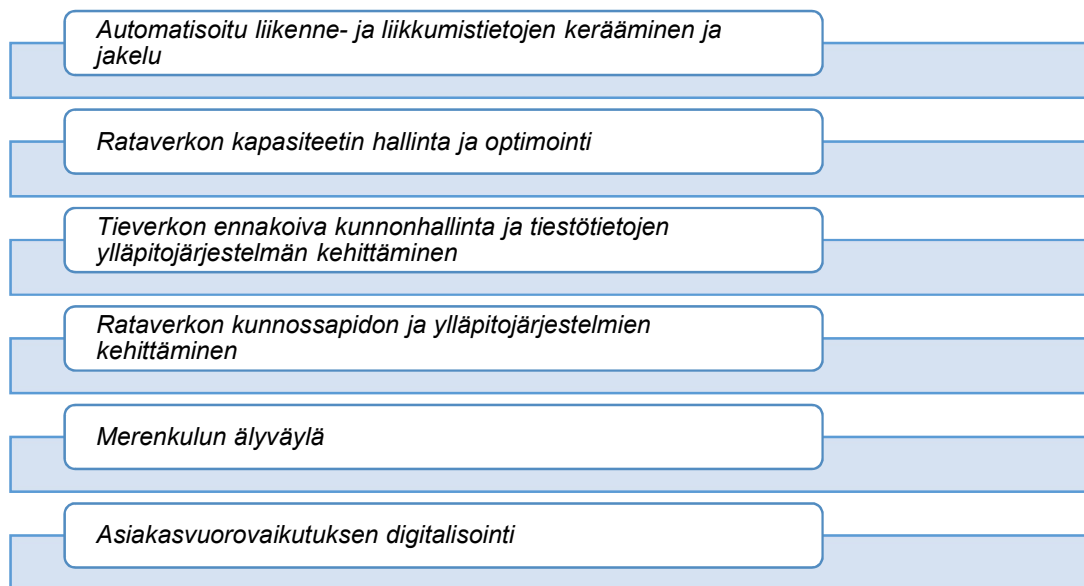 Automatisoitu liikenne- ja liikkumistietojen kerääminen ja
jakelu
Rataverkon kapasiteetin hallinta ja optimointi
Tieverkon ennakoiva kunnonhallinta ja tiestötietojen
ylläpitojärjestelmän kehittäminen
Rataverkon kunnossapidon ja ylläpitojärjestelmien
kehittäminen
Merenkulun älyväylä
Asiakasvuorovaikutuksen digitalisointi